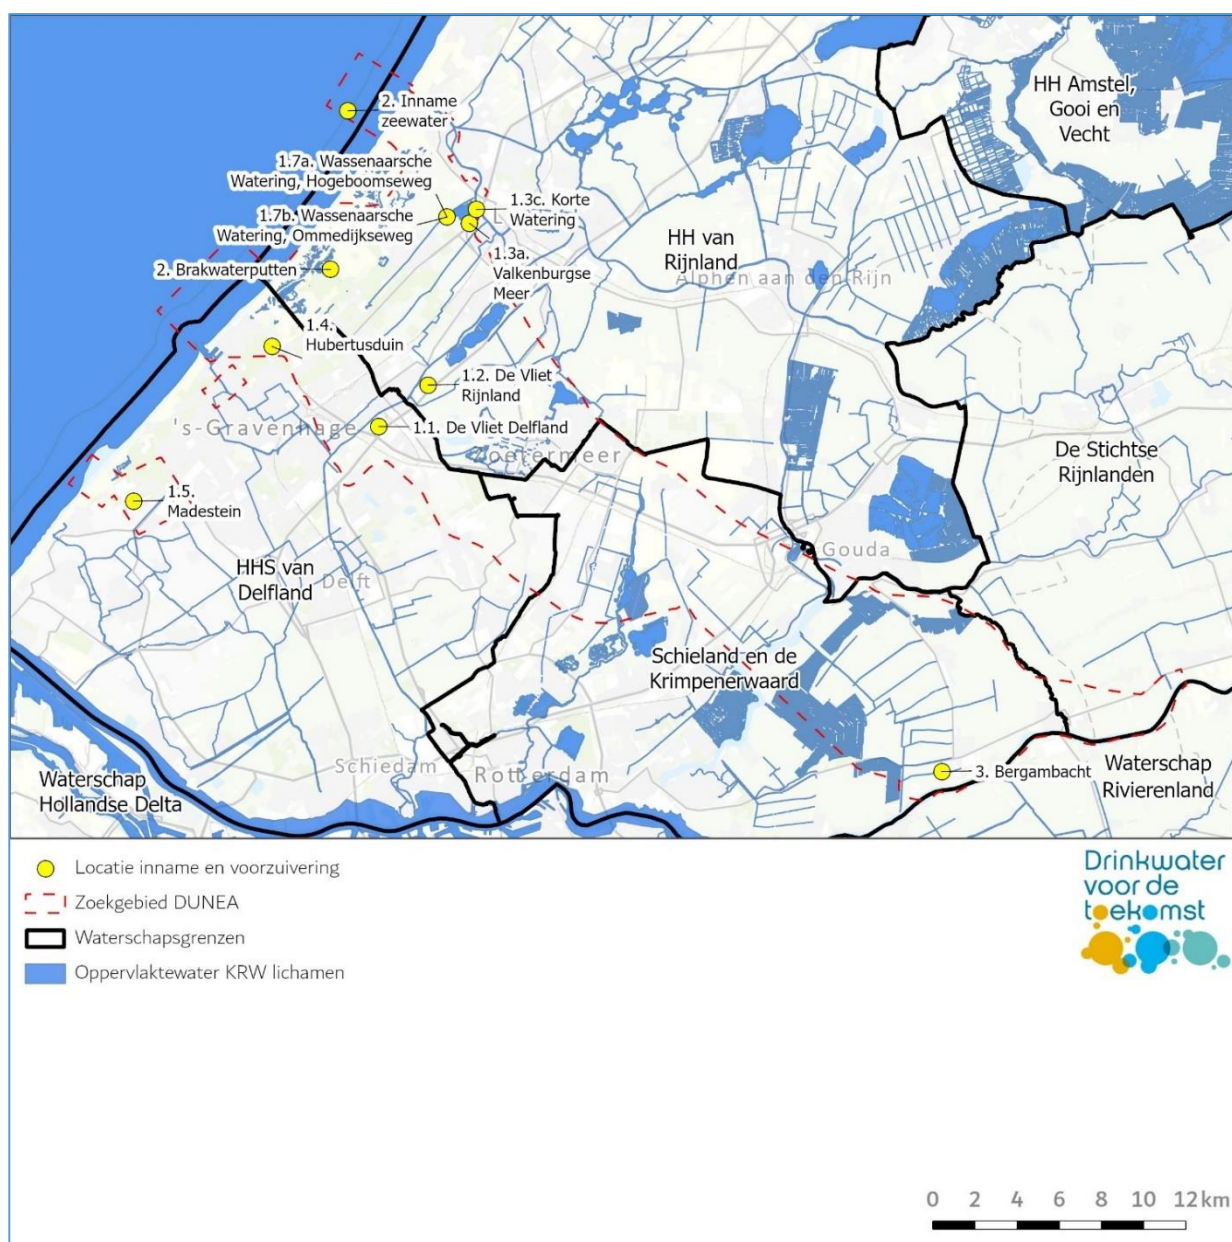 HH Amstel,
Gooi en
Vecht
2. Inname
zeewater
1.7a. Wassenaarsche
Watering, Hogeboomseweg
1.3c. Korte
Watering
1.7b. Wassenaarsche
Watering, Ommedijkseweg
HH van
Rijnland
1.3a.
Valkenburgse
Meer
2. Brakwaterputten
Alphen aan den Rijn
1.4.
Hubertusduin
1.2. De Vliet
Rijnland
's-Gravenhage
1.1. De Vliet Delfland
Zoetermeer
De Stichtse
Rijnlanden
1.5.
Madestein
Gouda
HHS van
Delfland
Delft
Schieland en de
Krimpenerwaard
Waterschap
Hollandse Delta
Schiedam
Rotterdam
3. Bergambacht
Waterschap
Rivierenland
Locatie inname en voorzuivering
Zoekgebied DUNEA
Waterschapsgrenzen
Oppervlaktewater KRW lichamen
Drinkwater
voor de
toekomst
0 2 4 6 8 10 12 km